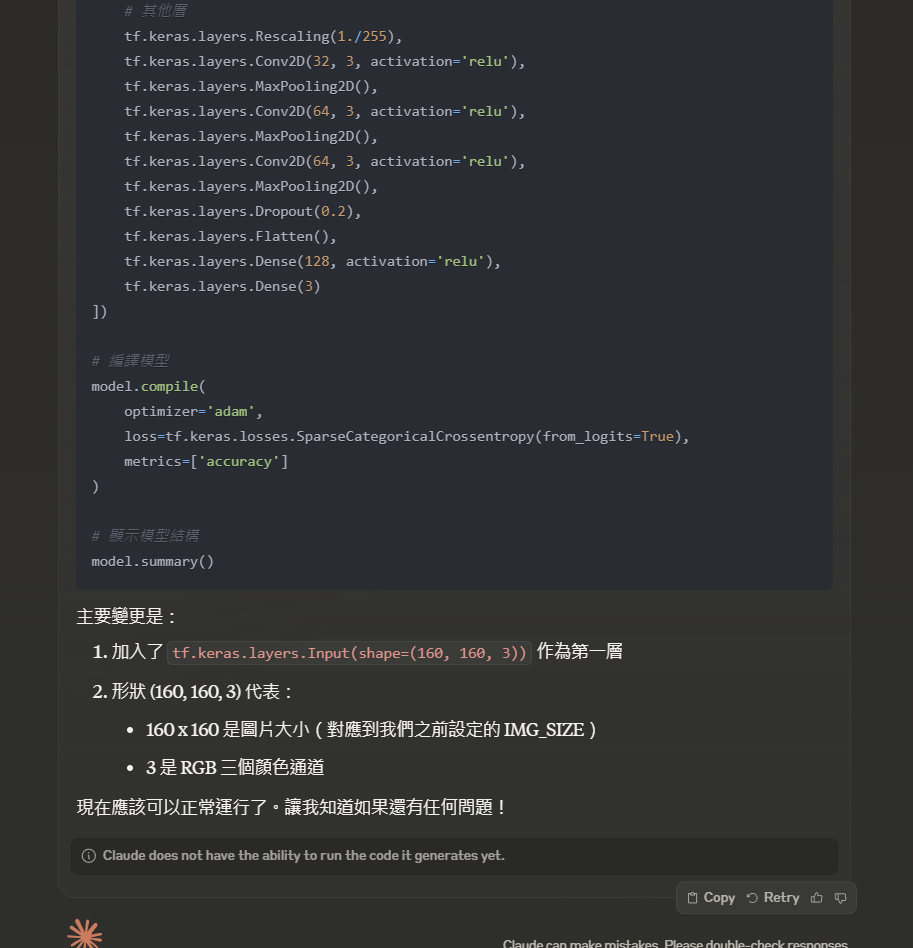 # 其他層
tf.keras.layers.Rescaling(1./255),
tf.keras.layers.Conv2D(32, 3, activation='relu'),
tf.keras.layers.MaxPooling2D(),
tf.keras.layers.Conv2D(64, 3, activation='relu'),
tf.keras.layers.MaxPooling2D(),
tf.keras.layers.Conv2D(64, 3, activation='relu'),
tf.keras.layers.MaxPooling2D(),
tf.keras.layers.Dropout(0.2),
tf.keras.layers.Flatten(),
tf.keras.layers.Dense(128, activation='relu'),
tf.keras.layers.Dense(3)
])
# 編譯模型
model.compile(
optimizer='adam',
loss=tf.keras.losses.SparseCategoricalCrossentropy(from_logits=True),
metrics=['accuracy']
)
# 顯示模型結構
model.summary()
主要變更是：
1. 加入了 tf.keras.layers.Input(shape=(160, 160, 3)) 作為第一層
2. 形狀 (160, 160, 3) 代表：
• 160 x 160 是圖片大小（對應到我們之前設定的 IMG_SIZE）
• 3 是 RGB 三個顏色通道
現在應該可以正常運行了。讓我知道如果還有任何問題！
Claude does not have the ability to run the code it generates yet.
Copy Retry
Claude can make mistakes. Please double-check responses.